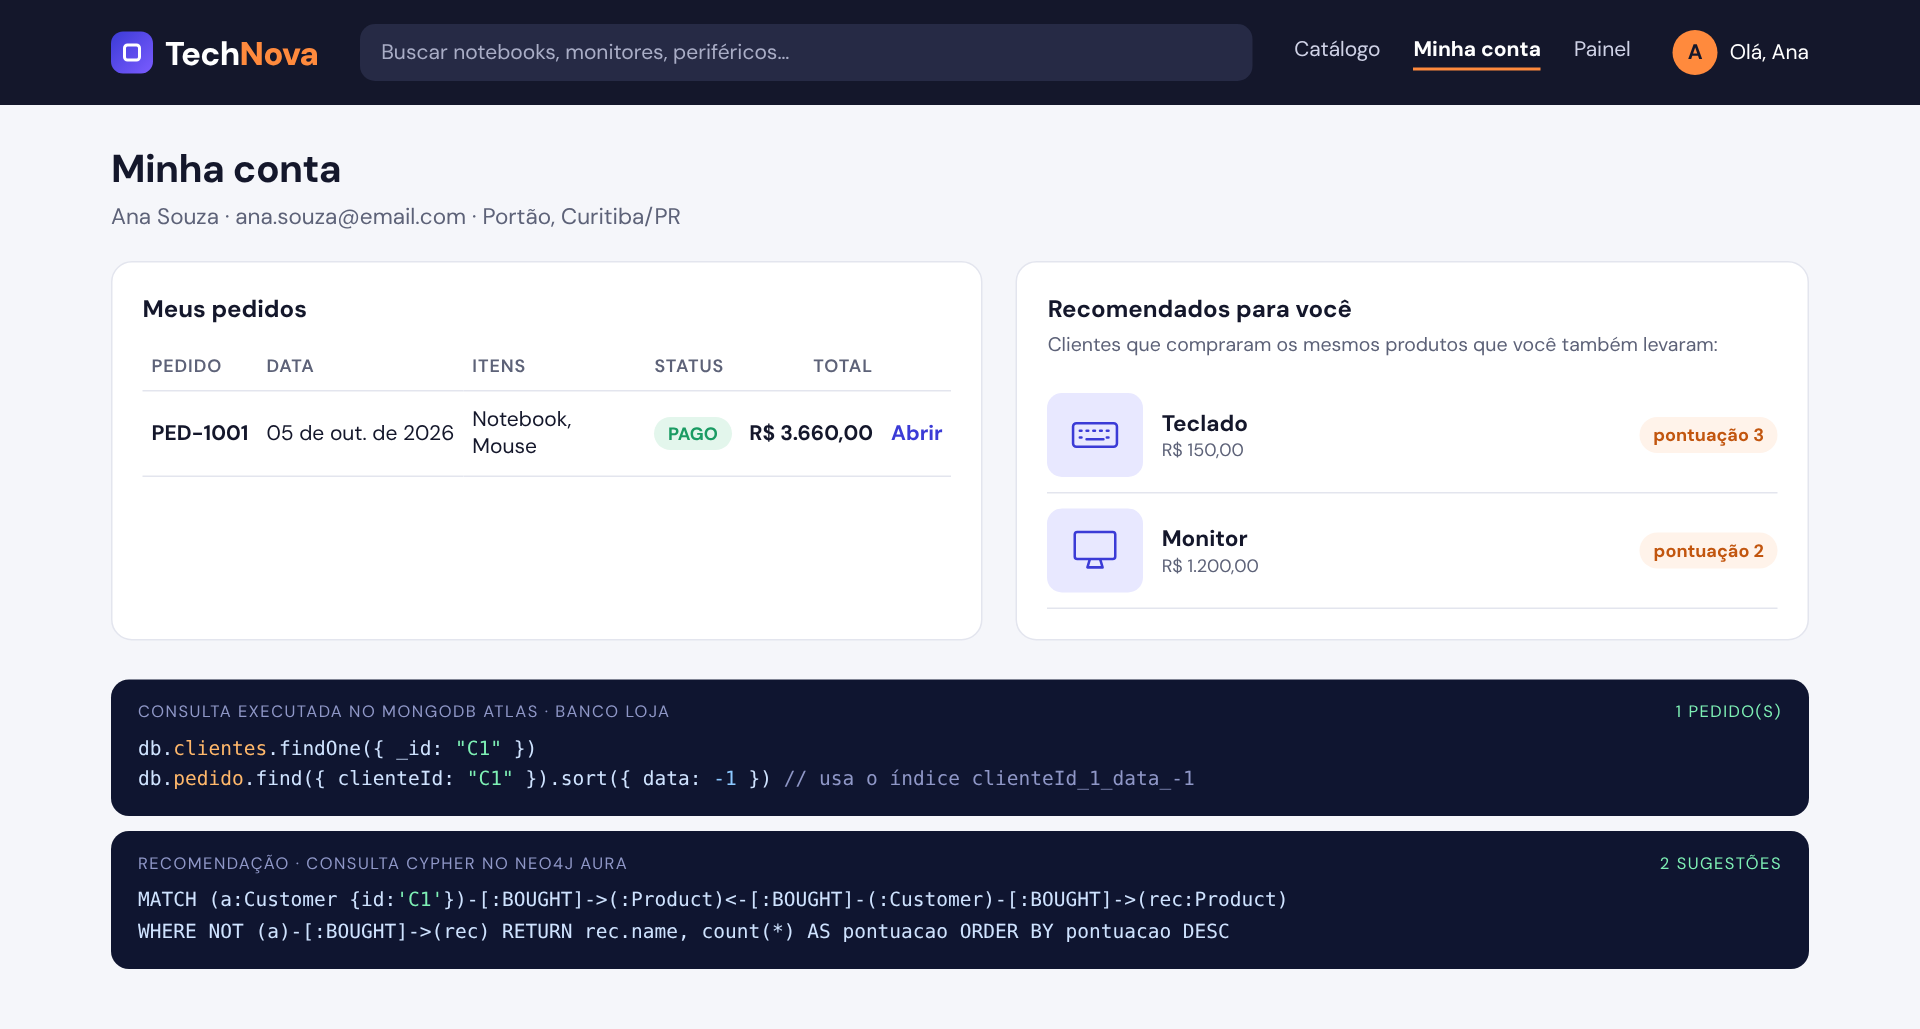 TechNova
Buscar notebooks, monitores, periféricos...
Catálogo
Minha conta
Painel
A
Olá, Ana
Minha conta
Ana Souza · ana.souza@email.com · Portão, Curitiba/PR
Meus pedidos
PEDIDO DATA ITENS STATUS TOTAL
PED-1001 05 de out. de 2026 Notebook, Mouse PAGO R$ 3.660,00 Abrir
Recomendados para você
Clientes que compraram os mesmos produtos que você também levaram:
Teclado
R$ 150,00
pontuação 3
Monitor
R$ 1.200,00
pontuação 2
CONSULTA EXECUTADA NO MONGODB ATLAS · BANCO LOJA
1 PEDIDO(S)
db.clientes.findOne({ _id: "C1" })
db.pedido.find({ clienteId: "C1" }).sort({ data: -1 }) // usa o índice clienteId_1_data_-1
RECOMENDAÇÃO · CONSULTA CYPHER NO NEO4J AURA
2 SUGESTÕES
MATCH (a:Customer {id:'C1'})-[:BOUGHT]->(:Product)<-[:BOUGHT]-(:Customer)-[:BOUGHT]->(rec:Product)
WHERE NOT (a)-[:BOUGHT]->(rec) RETURN rec.name, count(*) AS pontuacao ORDER BY pontuacao DESC